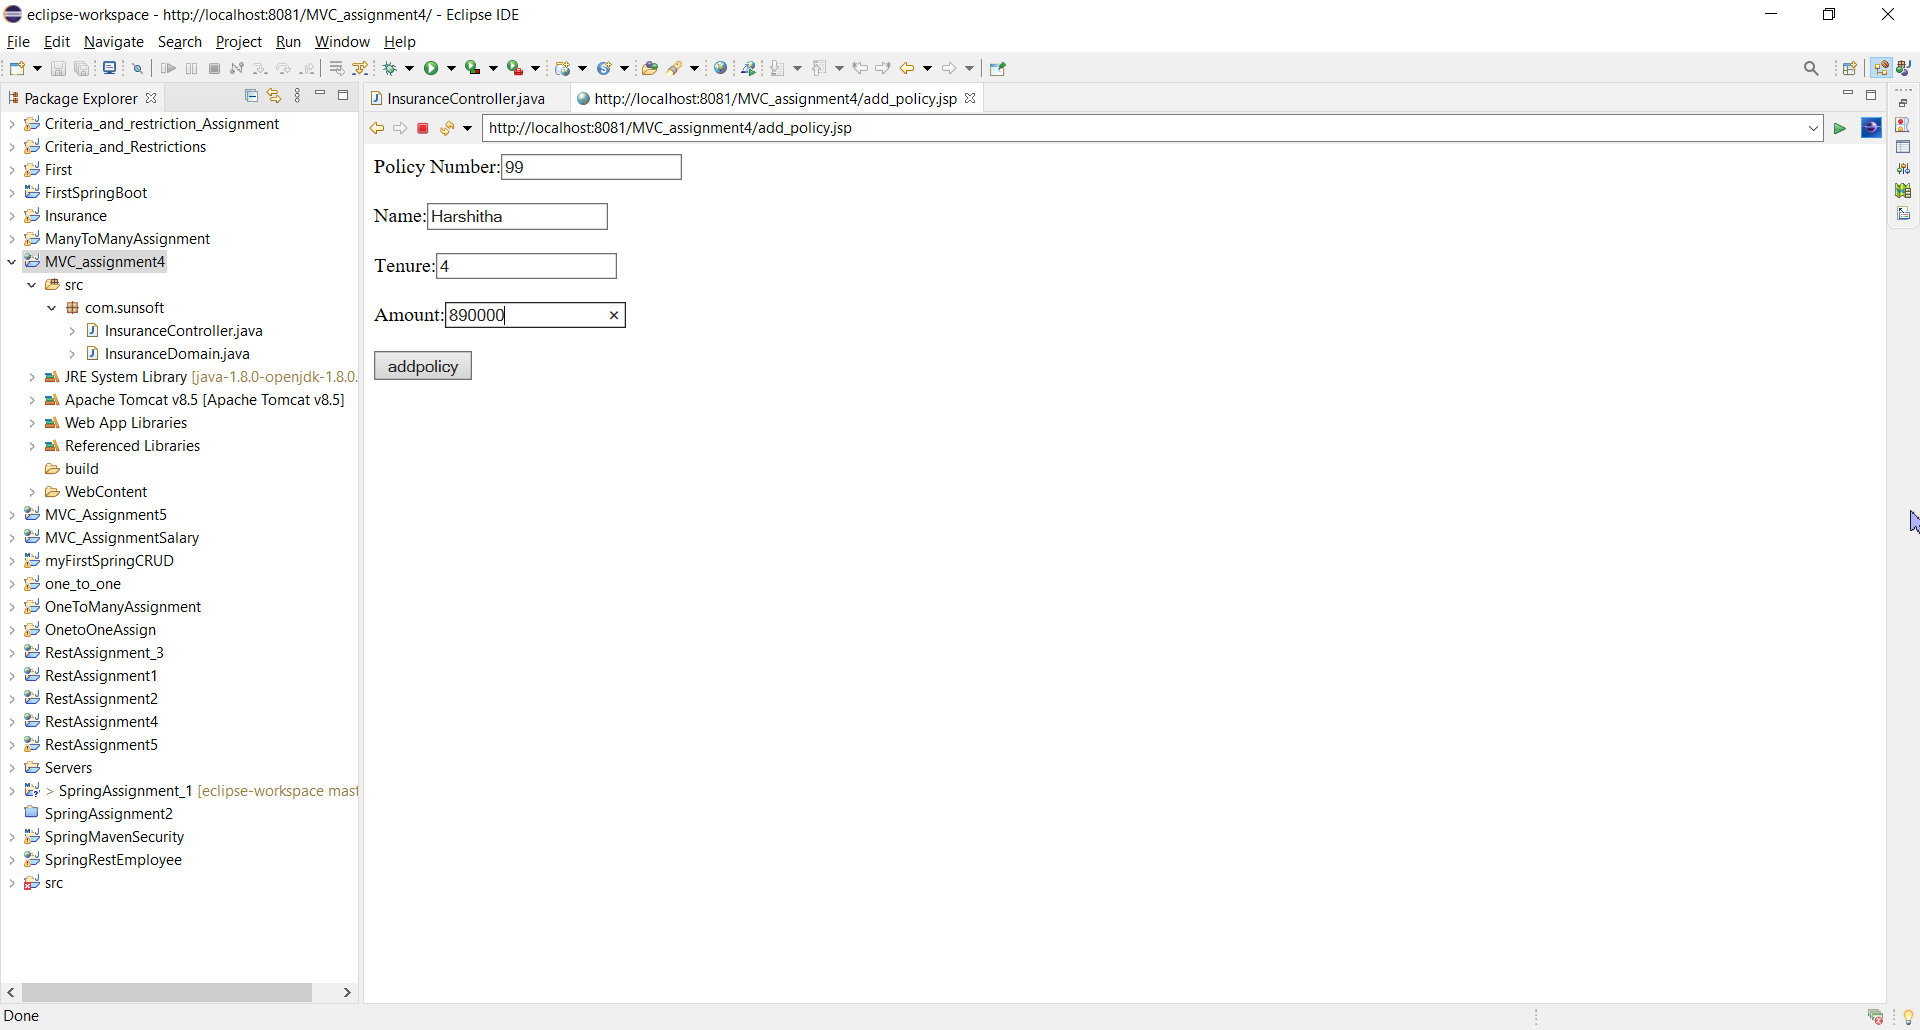 eclipse-workspace - http://localhost:8081/MVC_assignment4/ - Eclipse IDE
File Edit Navigate Search Project Run Window Help
Package Explorer
InsuranceController.java
http://localhost:8081/MVC_assignment4/add_policy.jsp
http://localhost:8081/MVC_assignment4/add_policy.jsp
Criteria_and_restriction_Assignment
Criteria_and_Restrictions
First
FirstSpringBoot
Insurance
ManyToManyAssignment
MVC_assignment4
src
com.sunsoft
InsuranceController.java
InsuranceDomain.java
JRE System Library [java-1.8.0-openjdk-1.8.0.
Apache Tomcat v8.5 [Apache Tomcat v8.5]
Web App Libraries
Referenced Libraries
build
WebContent
MVC_Assignment5
MVC_AssignmentSalary
myFirstSpringCRUD
one_to_one
OneToManyAssignment
OnetoOneAssign
RestAssignment_3
RestAssignment1
RestAssignment2
RestAssignment4
RestAssignment5
Servers
> SpringAssignment_1 [eclipse-workspace mast
SpringAssignment2
SpringMavenSecurity
SpringRestEmployee
src
Policy Number: 99
Name: Harshitha
Tenure: 4
Amount: 890000
addpolicy
Done